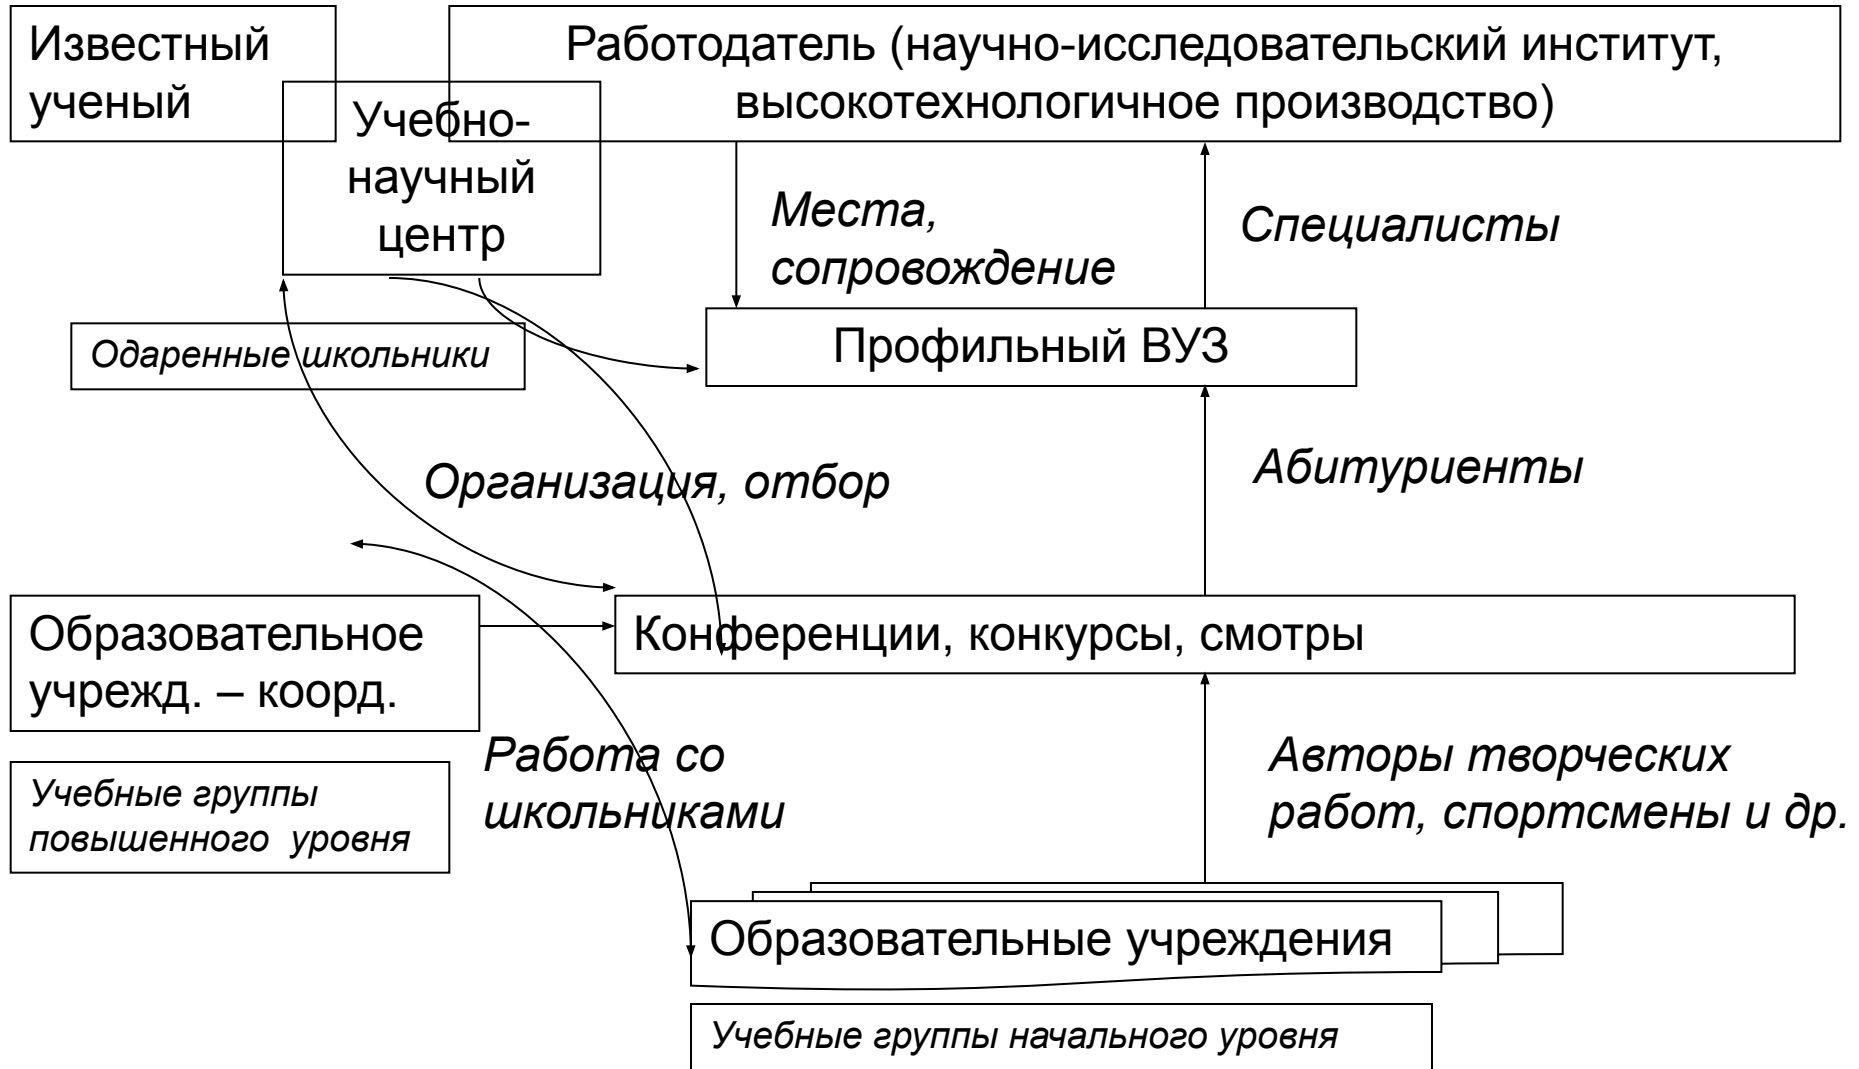 Известный
ученый
Работодатель (научно-исследовательский институт,
высокотехнологичное производство)
Учебно-
научный
центр
Места,
сопровождение
Специалисты
Одаренные школьники
Профильный ВУЗ
Организация, отбор
Абитуриенты
Образовательное
учрежд. – коорд.
Конференции, конкурсы, смотры
Учебные группы
повышенного  уровня
Работа со
школьниками
Авторы творческих
работ, спортсмены и др.
Образовательные учреждения
Учебные группы начального уровня